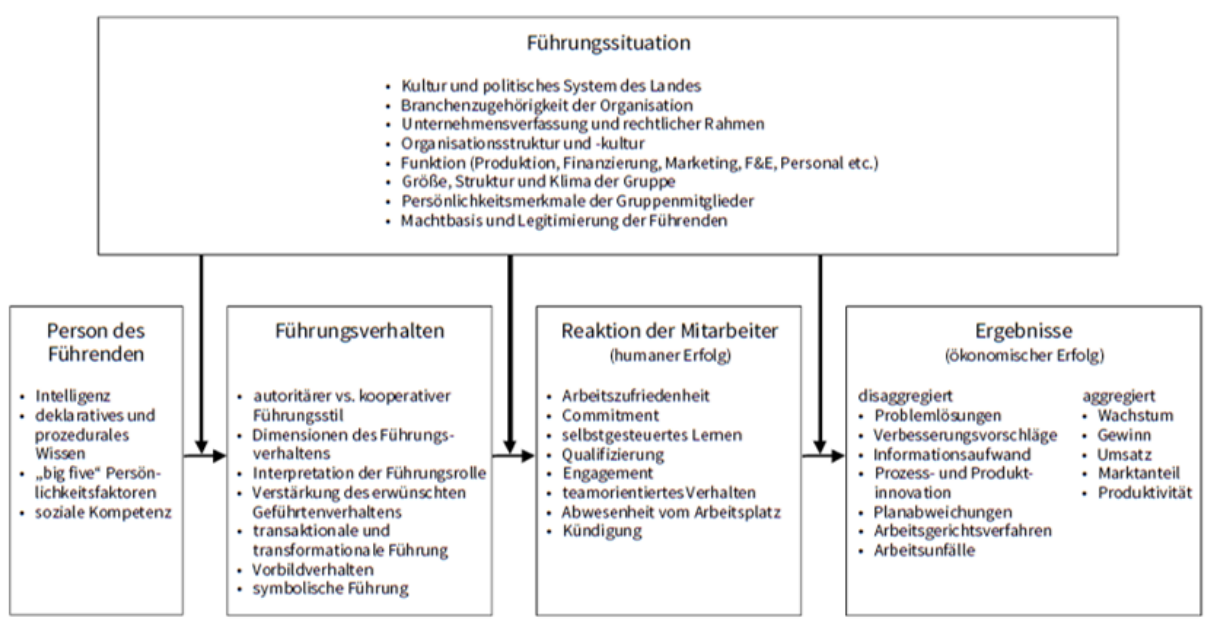 Führungssituation
• Kultur und politisches System des Landes
• Branchenzugehörigkeit der Organisation
• Unternehmensverfassung und rechtlicher Rahmen
• Organisationsstruktur und -kultur
• Funktion (Produktion, Finanzierung, Marketing, F&E, Personal etc.)
• Größe, Struktur und Klima der Gruppe
• Persönlichkeitsmerkmale der Gruppenmitglieder
• Machtbasis und Legitimierung der Führenden
Person des
Führenden
• Intelligenz
• deklaratives und
prozedurales
Wissen
• „big five“ Persön-
lichkeitsfaktoren
• soziale Kompetenz
Führungsverhalten
• autoritärer vs. kooperativer
Führungsstil
• Dimensionen des Führungs-
verhaltens
• Interpretation der Führungsrolle
• Verstärkung des erwünschten
Geführtenverhaltens
• transaktionale und
transformationale Führung
• Vorbildverhalten
• symbolische Führung
Reaktion der Mitarbeiter
(humaner Erfolg)
• Arbeitszufriedenheit
• Commitment
• selbstgesteuertes Lernen
• Qualifizierung
• Engagement
• teamorientiertes Verhalten
• Abwesenheit vom Arbeitsplatz
• Kündigung
Ergebnisse
(ökonomischer Erfolg)
disaggregiert
• Problemlösungen
• Verbesserungsvorschläge
• Informationsaufwand
• Prozess- und Produkt-
innovation
• Planabweichungen
• Arbeitsgerichtsverfahren
• Arbeitsunfälle
aggregiert
• Wachstum
• Gewinn
• Umsatz
• Marktanteil
• Produktivität